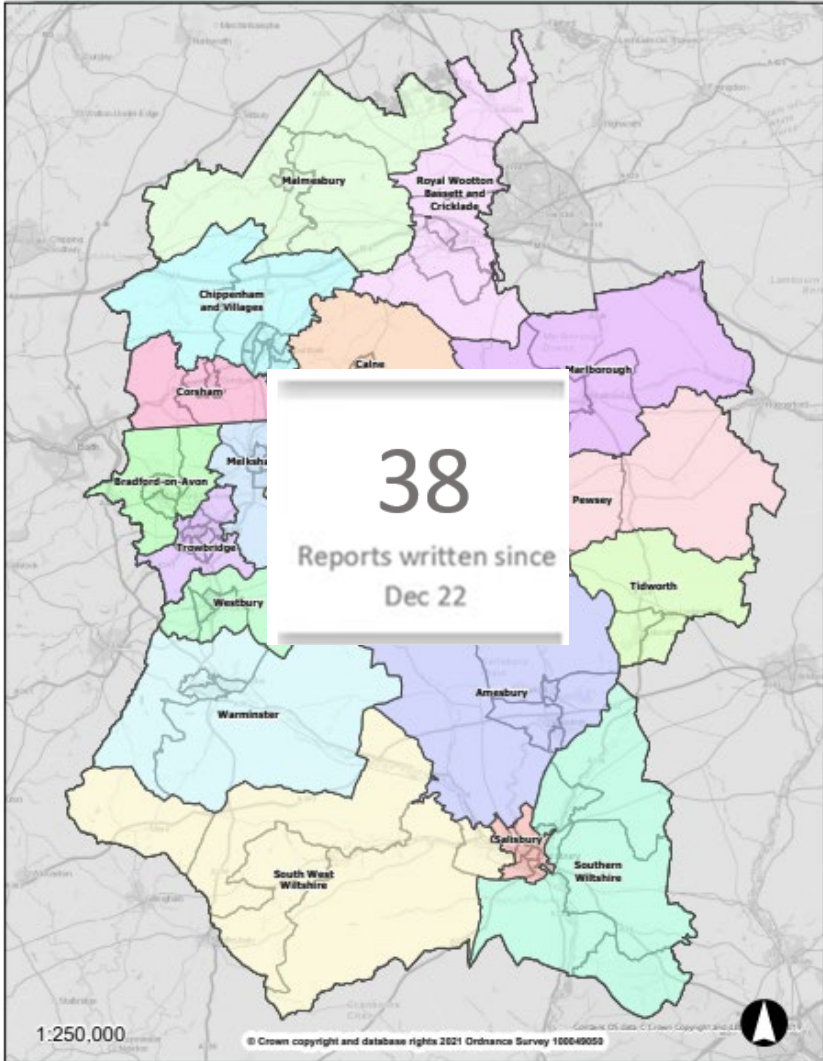 Malmesbury
Royal Wootton
Bassett and
Cricklade
Chippenham
and Villages
Calne
Corsham
Marlborough
Melksha
Bradford-on-Avon
Pewsey
Trowbridge
Tidworth
Westbury
38
Reports written since
Dec 22
Amesbury
Warminster
Salisbury
South West
Wiltshire
Southern
Wiltshire
1:250,000
© Crown copyright and database rights 2021 Ordnance Survey 100049050